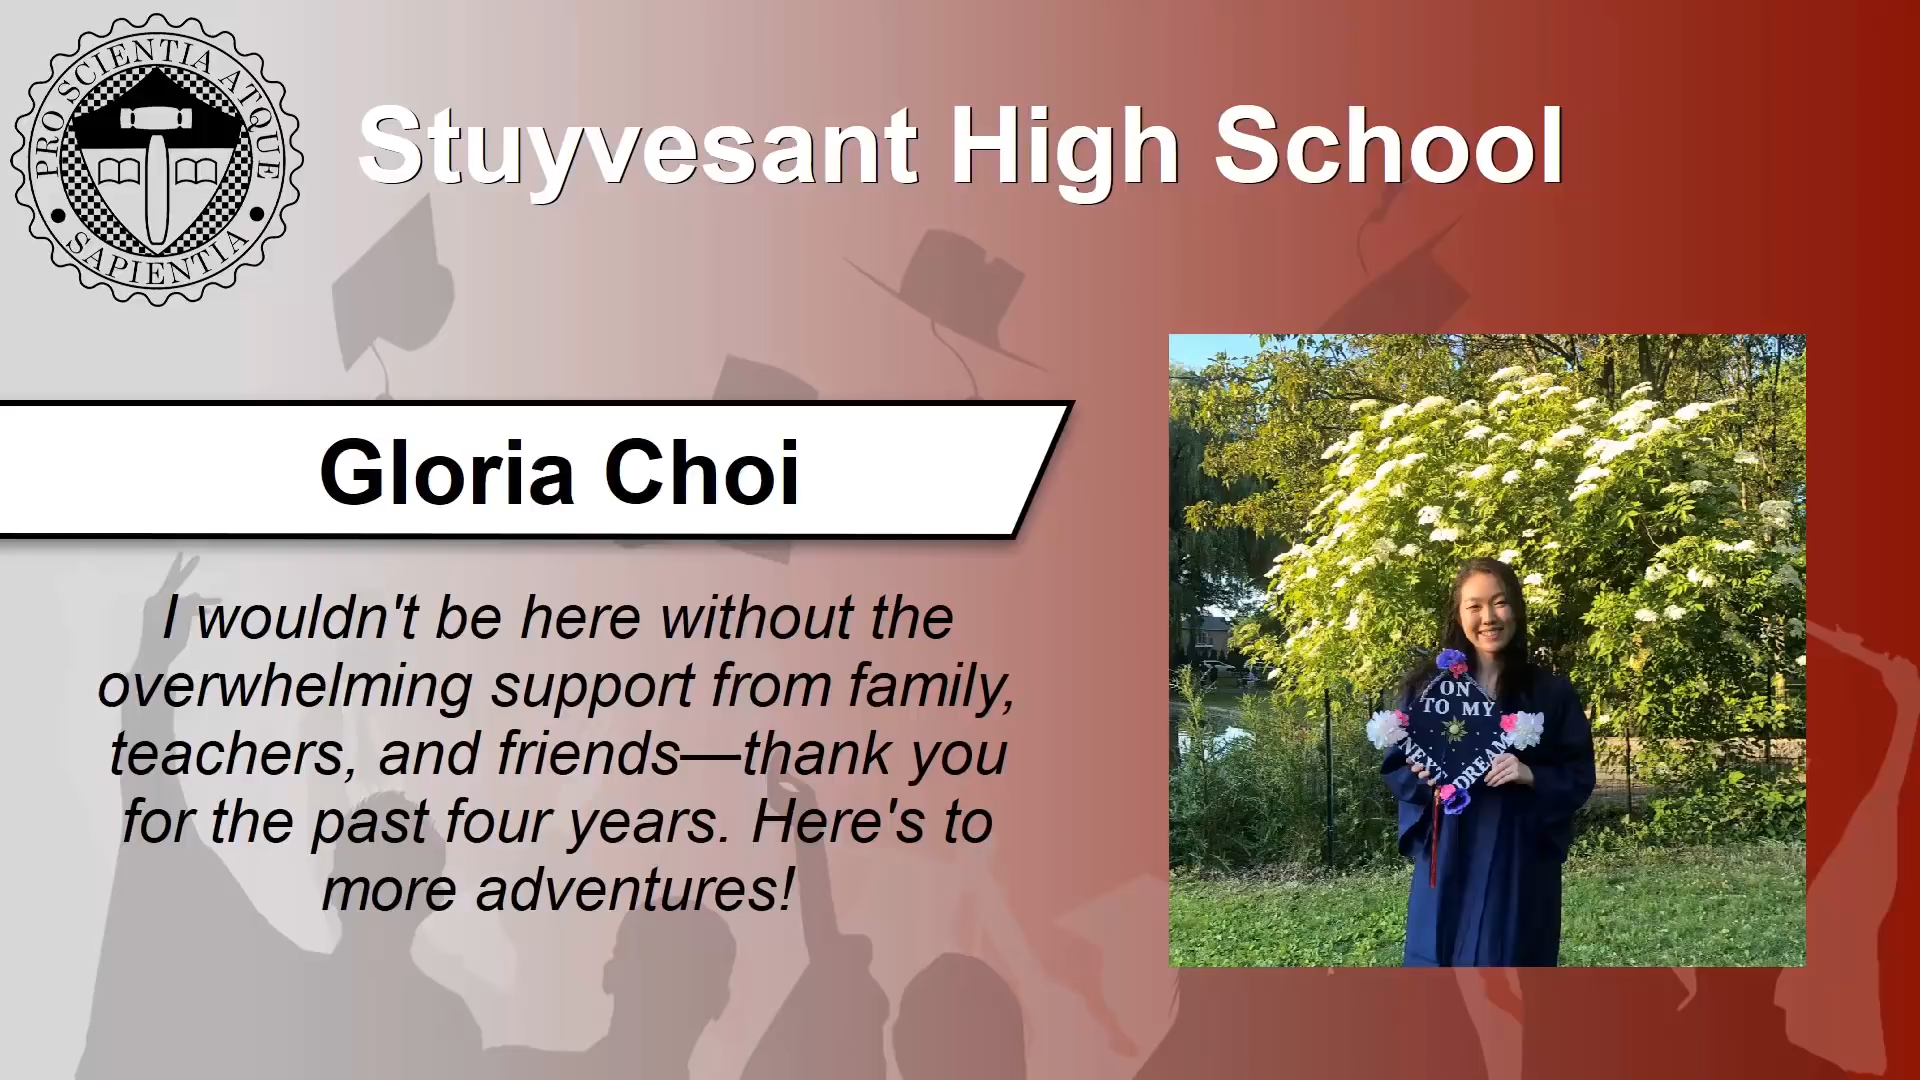 PRO SCIENTIA ATQUE
SAPIENTIA
Stuyvesant High School
Gloria Choi
I wouldn't be here without the
overwhelming support from family,
teachers, and friends—thank you
for the past four years. Here's to
more adventures!
ON
TO MY
NEXT DREAM